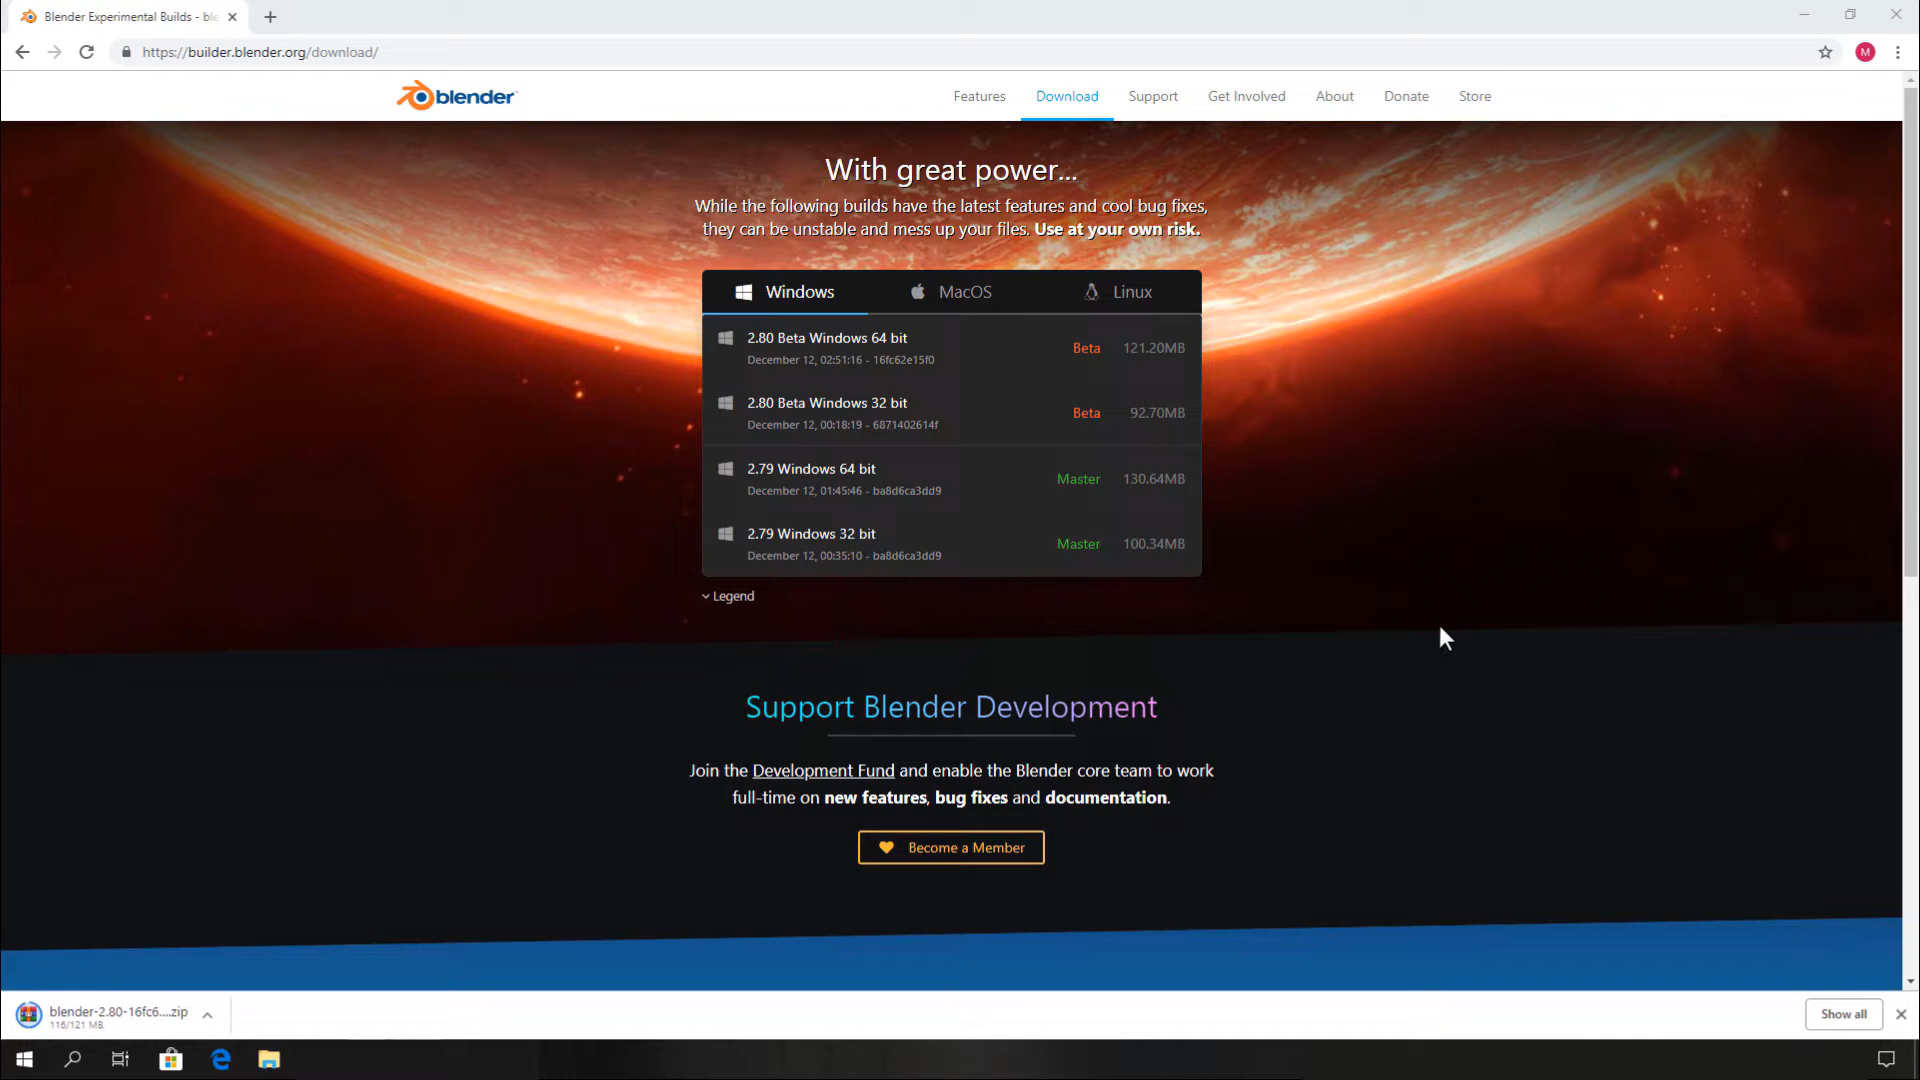 Blender Experimental Builds - ble
https://builder.blender.org/download/
M
blender
Features
Download
Support
Get Involved
About
Donate
Store
With great power...
While the following builds have the latest features and cool bug fixes,
they can be unstable and mess up your files. Use at your own risk.
Windows
MacOS
Linux
2.80 Beta Windows 64 bit
Beta
121.20MB
December 12, 02:51:16 - 16fc62e15f0
2.80 Beta Windows 32 bit
Beta
92.70MB
December 12, 00:18:19 - 6871402614f
2.79 Windows 64 bit
Master
130.64MB
December 12, 01:45:46 - ba8d6ca3dd9
2.79 Windows 32 bit
Master
100.34MB
December 12, 00:35:10 - ba8d6ca3dd9
Legend
Support Blender Development
Join the Development Fund and enable the Blender core team to work
full-time on new features, bug fixes and documentation.
Become a Member
blender-2.80-16fc6....zip
116/121 MB
Show all